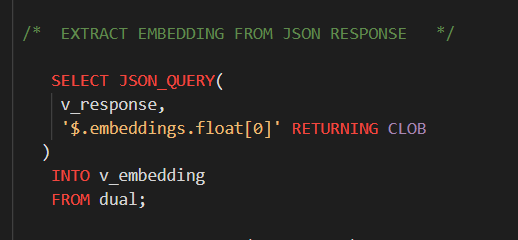 /*  EXTRACT EMBEDDING FROM JSON RESPONSE   */
SELECT JSON_QUERY(
v_response,
'$.embeddings.float[0]' RETURNING CLOB
)
INTO v_embedding
FROM dual;